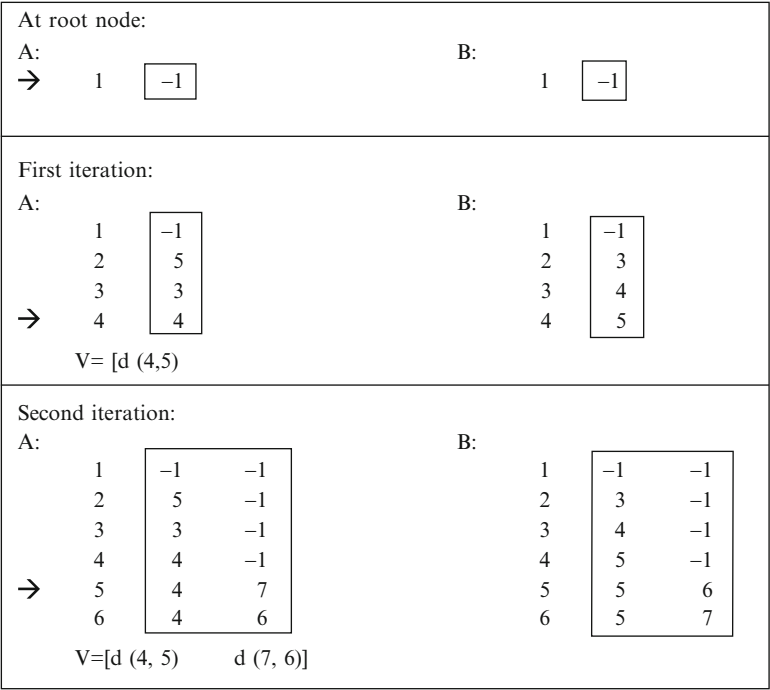 At root node:
A: B:
→ 1 –1 1 –1
First iteration:
A: B:
1 –1 1 –1
2 5 2 3
3 3 3 4
→ 4 4 4 5
V= [d (4,5)
Second iteration:
A: B:
1 –1 –1 1 –1 –1
2 5 –1 2 3 –1
3 3 –1 3 4 –1
4 4 –1 4 5 –1
→ 5 4 7 5 5 6
6 4 6 6 5 7
V=[d (4, 5) d (7, 6)]